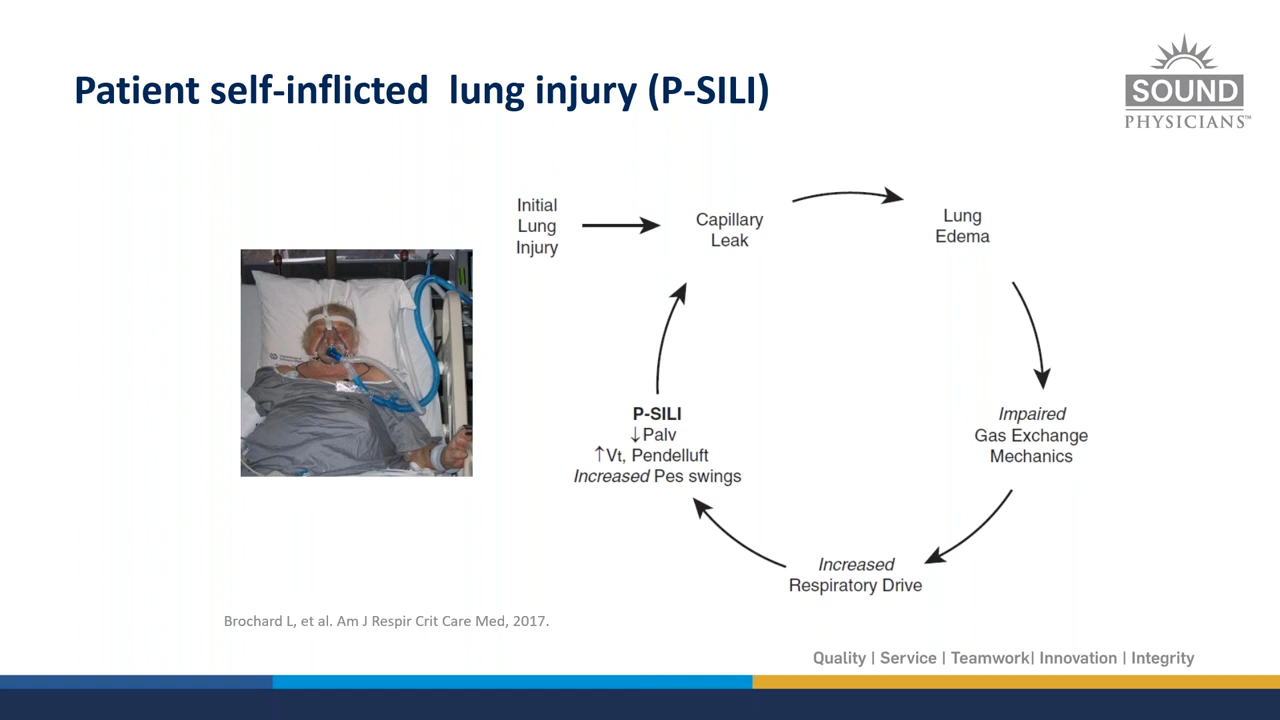 Patient self-inflicted lung injury (P-SILI)
SOUND
PHYSICIANS™
Initial
Lung
Injury
Capillary
Leak
Lung
Edema
Impaired
Gas Exchange
Mechanics
Increased
Respiratory Drive
P-SILI
↓Palv
↑Vt, Pendelluft
Increased Pes swings
Brochard L, et al. Am J Respir Crit Care Med, 2017.
Quality | Service | Teamwork| Innovation | Integrity